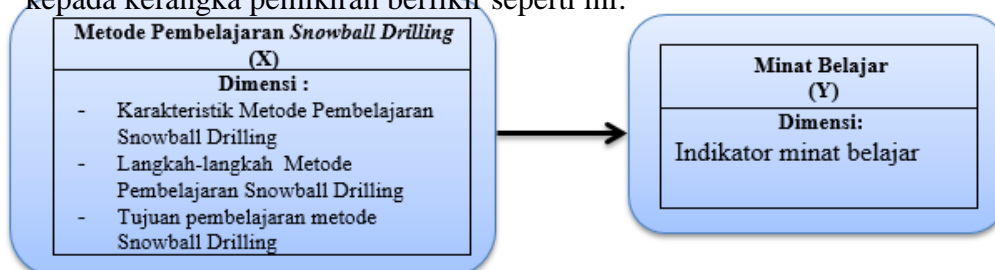 kepada kerangka pemikiran berfikir seperti ini:
Metode Pembelajaran Snowball Drilling
(X)
Dimensi :
- Karakteristik Metode Pembelajaran
Snowball Drilling
- Langkah-langkah Metode
Pembelajaran Snowball Drilling
- Tujuan pembelajaran metode
Snowball Drilling
Minat Belajar
(Y)
Dimensi:
Indikator minat belajar